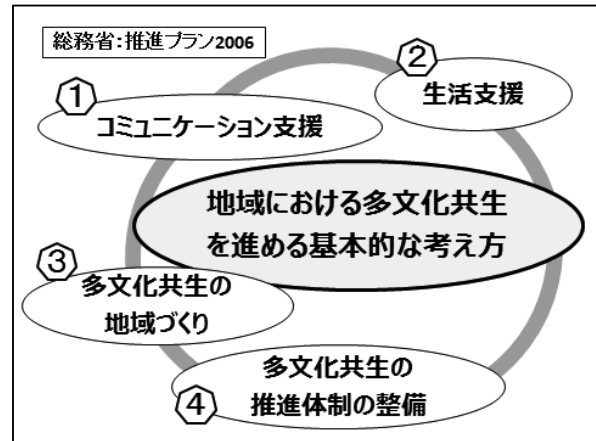 総務省：推進プラン2006
①
コミュニケーション支援
②
生活支援
地域における多文化共生
を進める基本的な考え方
③
多文化共生の
地域づくり
④
多文化共生の
推進体制の整備